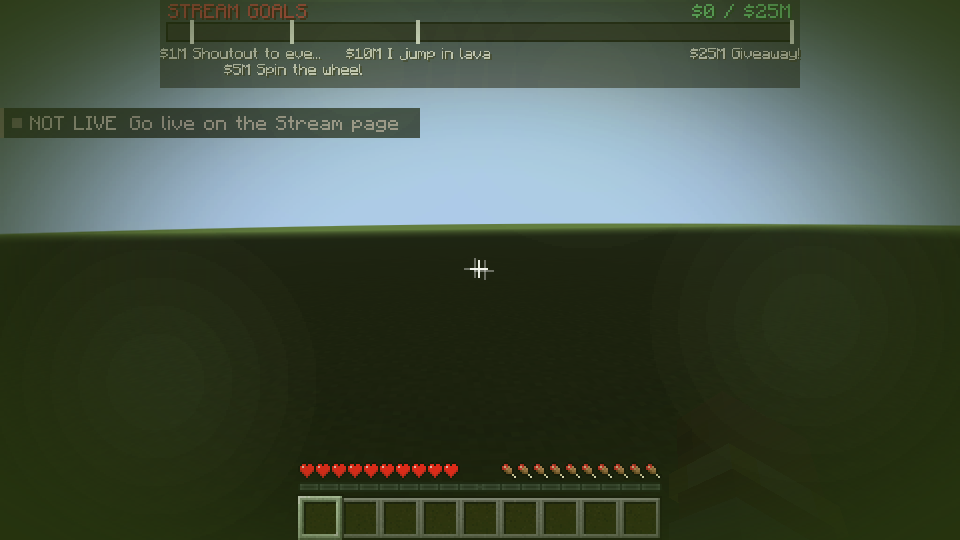 STREAM GOALS $0 / $25M
$1M Shoutout to eve... $10M I jump in lava $25M Giveaway!
$5M Spin the wheel
NOT LIVE Go live on the Stream page